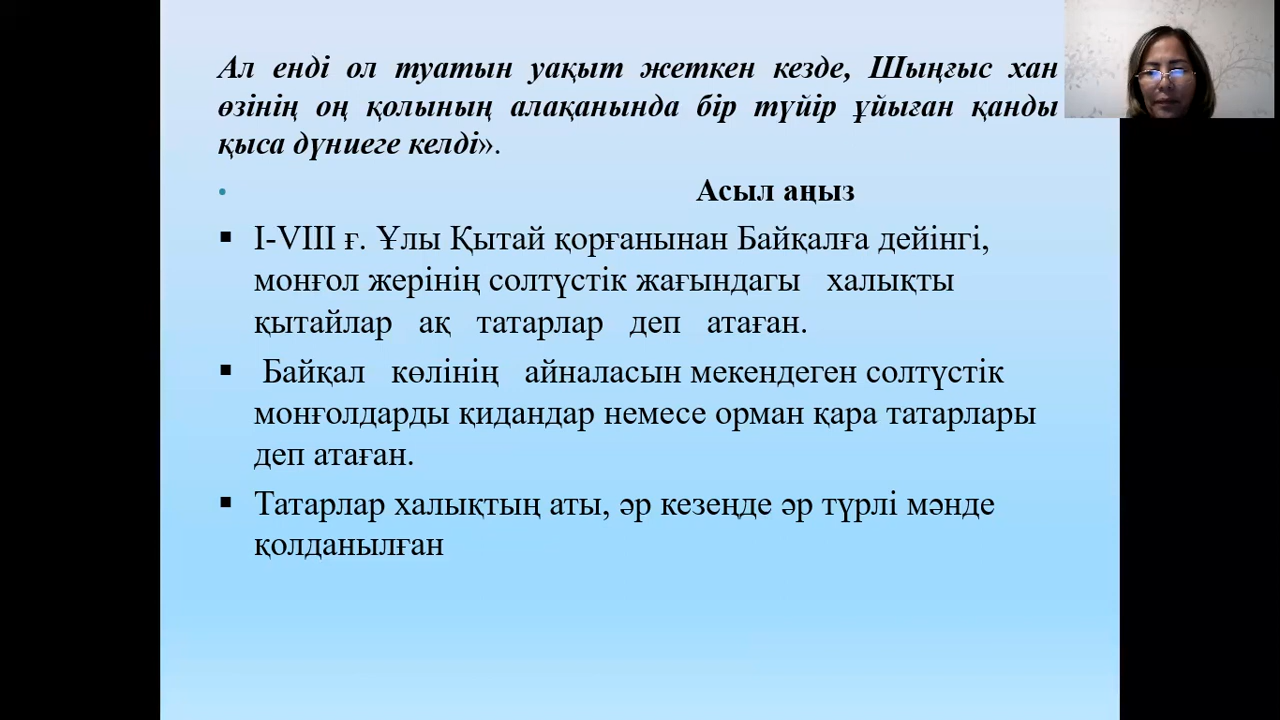 Ал енді ол туатын уақыт жеткен кезде, Шыңғыс хан
өзінің оң қолының алақанында бір түйір ұйыған қанды
қыса дүниеге келді».
• Асыл аңыз
▪ I-VIII ғ. Ұлы Қытай қорғанынан Байқалға дейінгі,
монғол жерінің солтүстік жағындагы халықты
қытайлар ақ татарлар деп атаған.
▪ Байқал көлінің айналасын мекендеген солтүстік
монғолдарды қидандар немесе орман қара татарлары
деп атаған.
▪ Татарлар халықтың аты, әр кезеңде әр түрлі мәнде
қолданылған